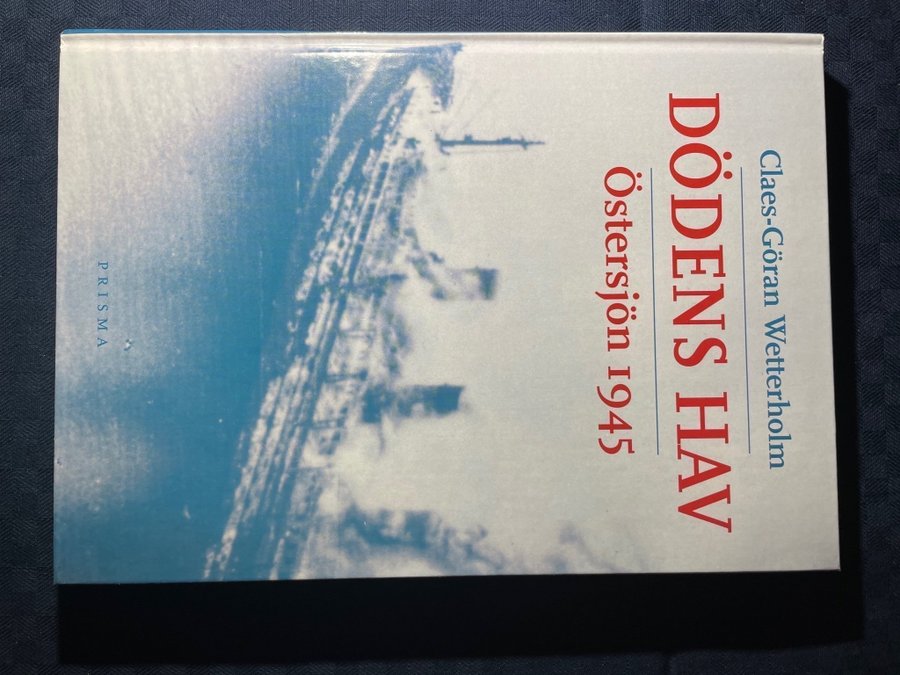 Claes-Göran Wetterholm
DÖDENS HAV
Östersjön 1945
PRISMA